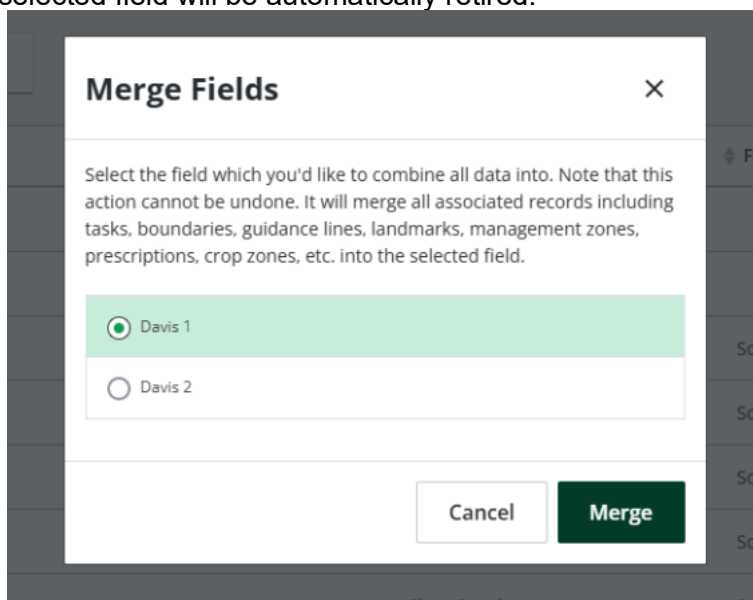 selected field will be automatically retired.
Merge Fields
Select the field which you'd like to combine all data into. Note that this
action cannot be undone. It will merge all associated records including
tasks, boundaries, guidance lines, landmarks, management zones,
prescriptions, crop zones, etc. into the selected field.
Davis 1
Davis 2
Cancel Merge